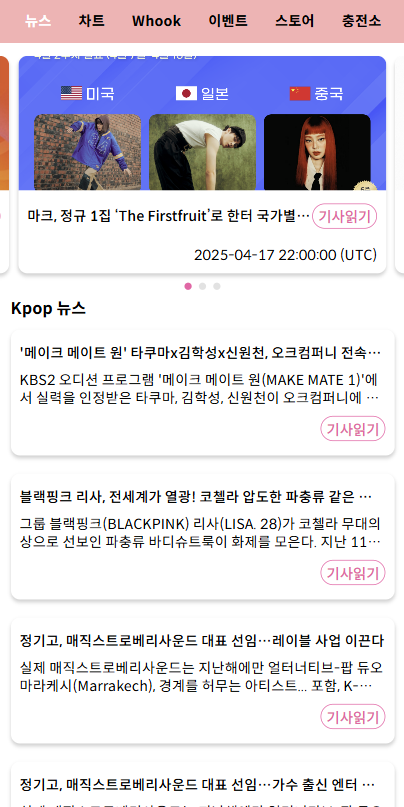 뉴스 차트 Whook 이벤트 스토어 충전소
미국 일본 중국
마크, 정규 1집 ‘The Firstfruit’로 한터 국가별… 기사읽기
2025-04-17 22:00:00 (UTC)
Kpop 뉴스
'메이크 메이트 원' 타쿠마x김학성x신원천, 오크컴퍼니 전속…
KBS2 오디션 프로그램 '메이크 메이트 원(MAKE MATE 1)'에
서 실력을 인정받은 타쿠마, 김학성, 신원천이 오크컴퍼니에 …
기사읽기
블랙핑크 리사, 전세계가 열광! 코첼라 압도한 파충류 같은 …
그룹 블랙핑크(BLACKPINK) 리사(LISA. 28)가 코첼라 무대의
상으로 선보인 파충류 바디슈트룩이 화제를 모은다. 지난 11…
기사읽기
정기고, 매직스트로베리사운드 대표 선임…레이블 사업 이끈다
실제 매직스트로베리사운드는 지난해에만 얼터너티브-팝 듀오
마라케시(Marrakech), 경계를 허무는 아티스트... 포함, K-…
기사읽기
정기고, 매직스트로베리사운드 대표 선임…가수 출신 엔터 …